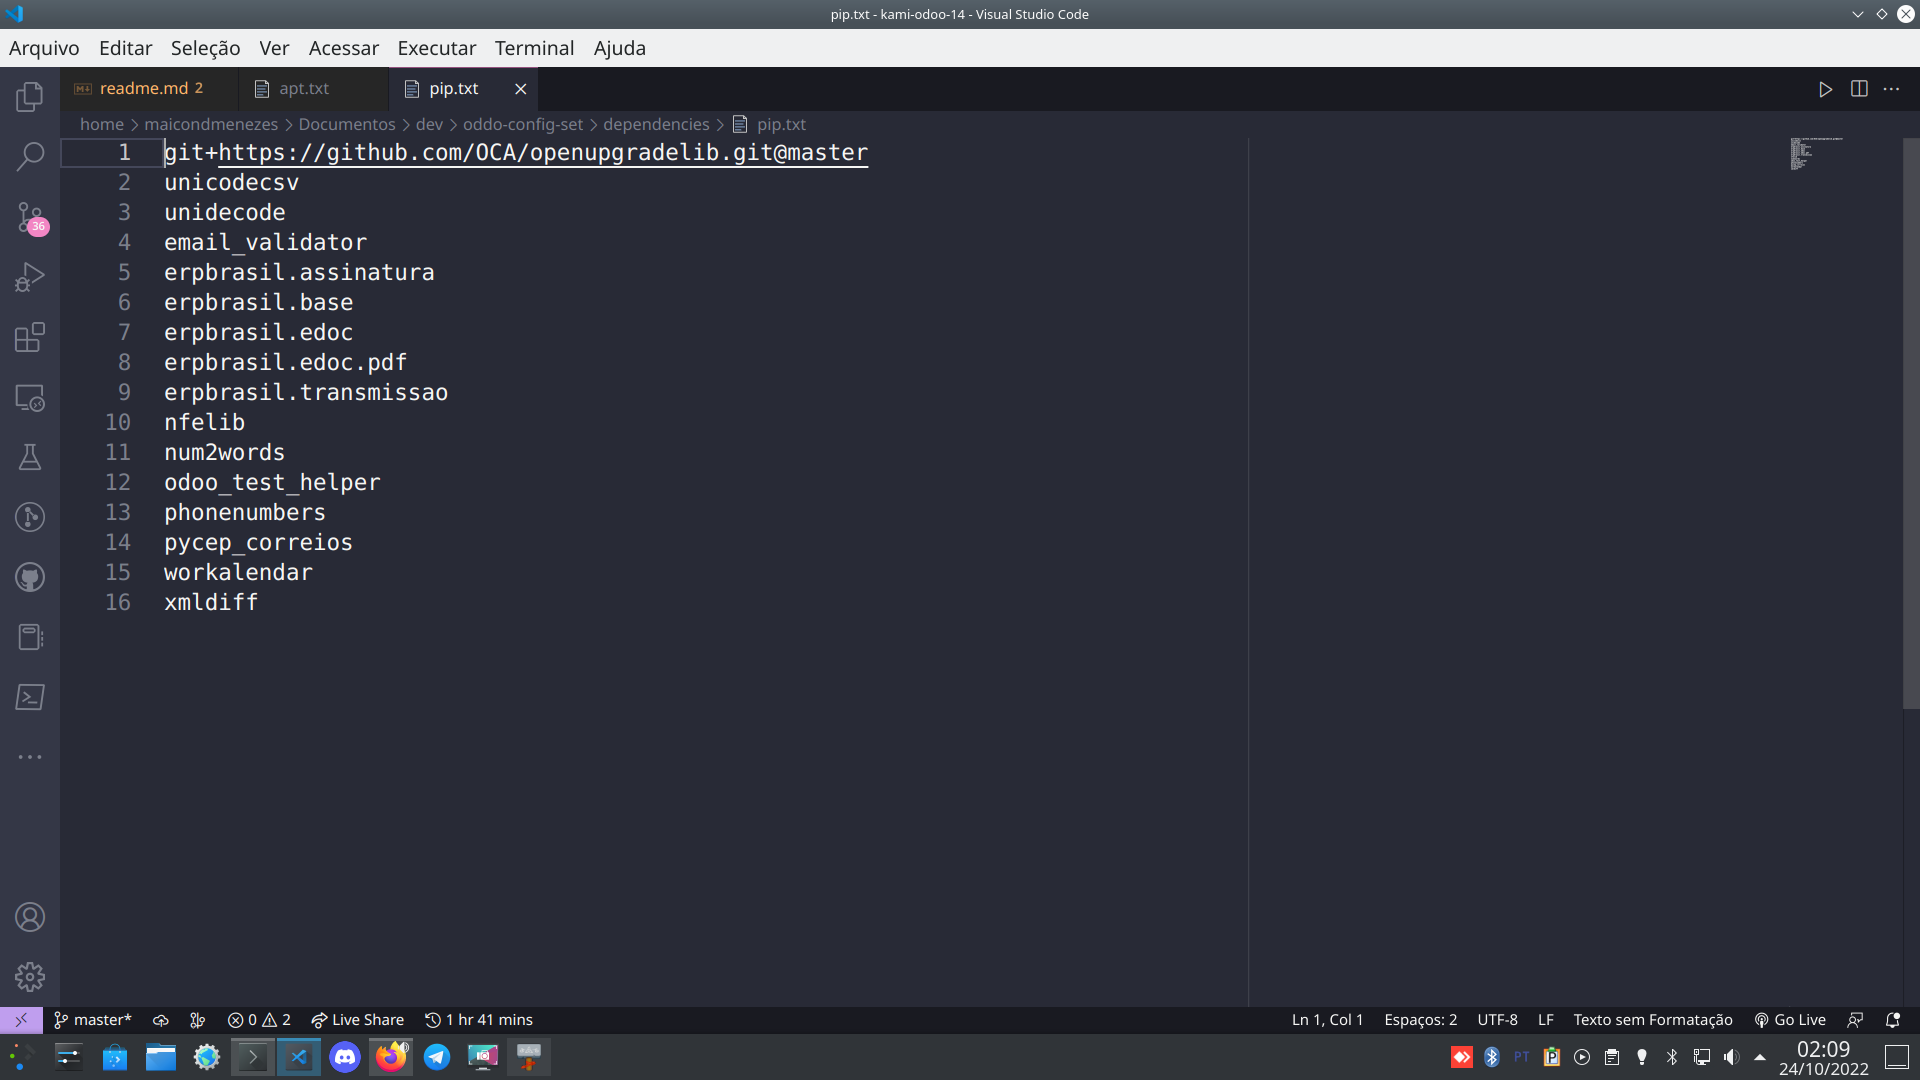 pip.txt - kami-odoo-14 - Visual Studio Code
Arquivo Editar Seleção Ver Acessar Executar Terminal Ajuda
readme.md 2 apt.txt pip.txt
home > maicondmenezes > Documentos > dev > oddo-config-set > dependencies > pip.txt
1 git+https://github.com/OCA/openupgradelib.git@master
2 unicodecsv
3 unidecode
4 email_validator
5 erpbrasil.assinatura
6 erpbrasil.base
7 erpbrasil.edoc
8 erpbrasil.edoc.pdf
9 erpbrasil.transmissao
10 nfelib
11 num2words
12 odoo_test_helper
13 phonenumbers
14 pycep_correios
15 workalendar
16 xmldiff
36
master* 0 2 Live Share 1 hr 41 mins Ln 1, Col 1 Espaços: 2 UTF-8 LF Texto sem Formatação Go Live
PT 02:09
24/10/2022